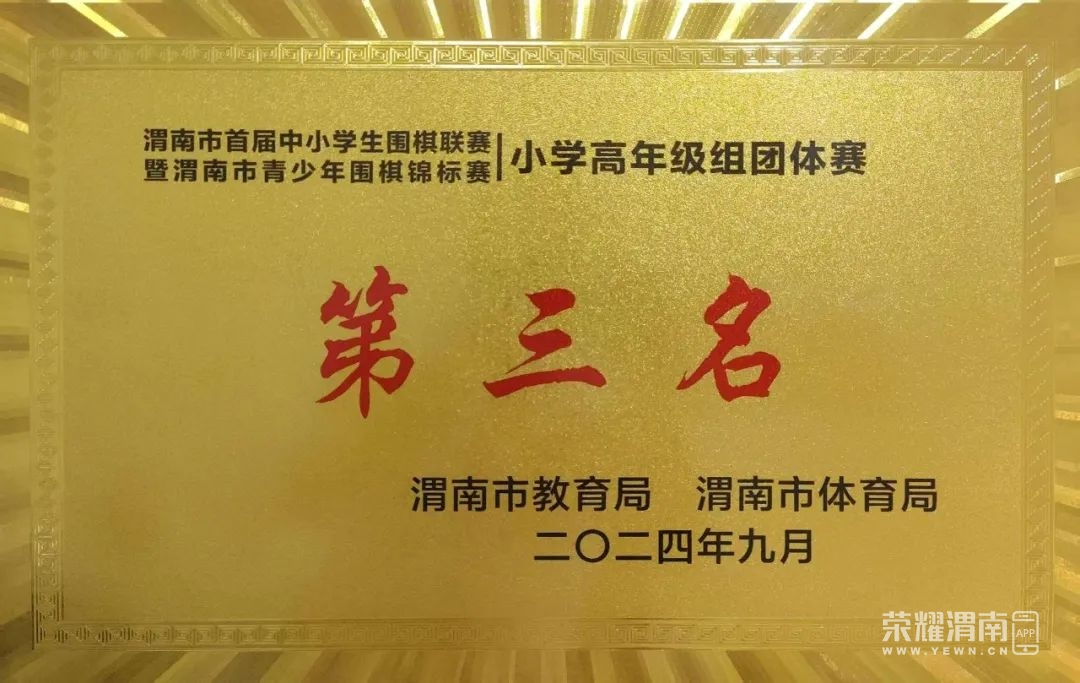 渭南市首届中小学生围棋联赛
暨渭南市青少年围棋锦标赛
小学高年级组团体赛
第三名
渭南市教育局 渭南市体育局
二〇二四年九月
荣耀渭南 APP
WWW.YEWN.CN